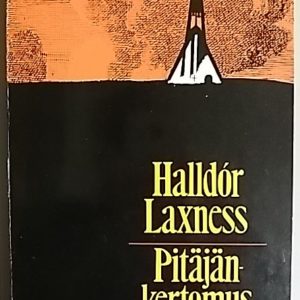 Halldór
Laxness
Pitäjän-
kertomus